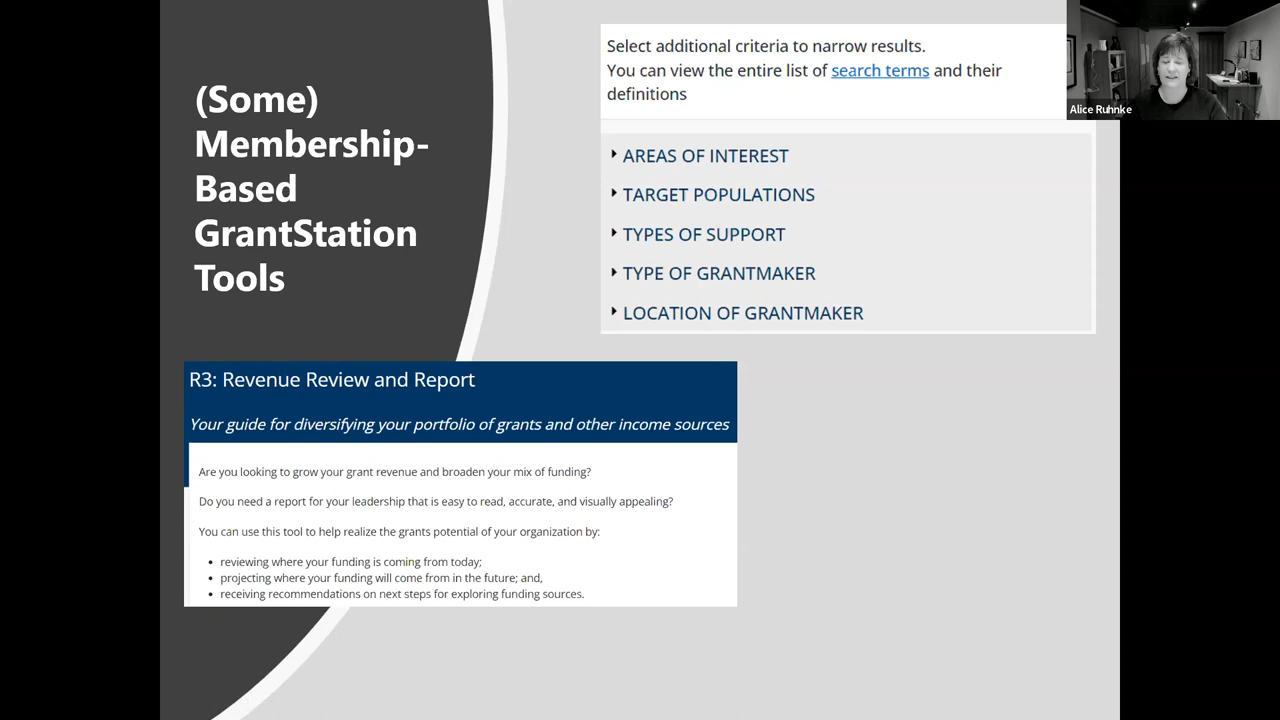 (Some)
Membership-
Based
GrantStation
Tools
Select additional criteria to narrow results.
You can view the entire list of search terms and their
definitions
AREAS OF INTEREST
TARGET POPULATIONS
TYPES OF SUPPORT
TYPE OF GRANTMAKER
LOCATION OF GRANTMAKER
Alice Ruhnke
R3: Revenue Review and Report
Your guide for diversifying your portfolio of grants and other income sources
Are you looking to grow your grant revenue and broaden your mix of funding?
Do you need a report for your leadership that is easy to read, accurate, and visually appealing?
You can use this tool to help realize the grants potential of your organization by:
• reviewing where your funding is coming from today;
• projecting where your funding will come from in the future; and,
• receiving recommendations on next steps for exploring funding sources.